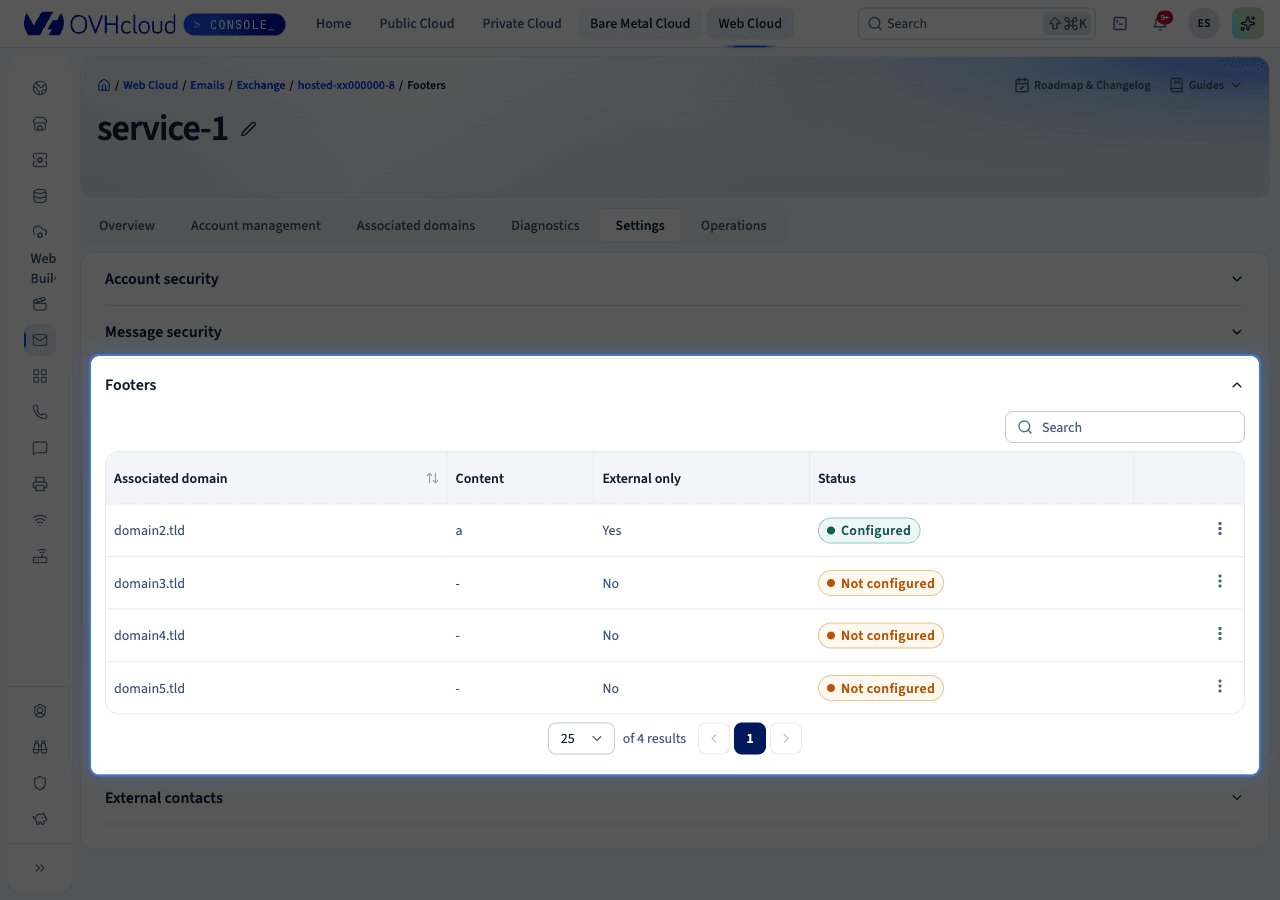 OVHcloud > CONSOLE_ Home Public Cloud Private Cloud Bare Metal Cloud Web Cloud Search ⇧⌘K 9+ ES
/ Web Cloud / Emails / Exchange / hosted-xx000000-8 / Footers Roadmap & Changelog Guides
service-1
Overview Account management Associated domains Diagnostics Settings Operations
Web
Buil
Account security
Message security
Footers
Search
Associated domain Content External only Status
domain2.tld a Yes Configured
domain3.tld - No Not configured
domain4.tld - No Not configured
domain5.tld - No Not configured
25 of 4 results 1
External contacts